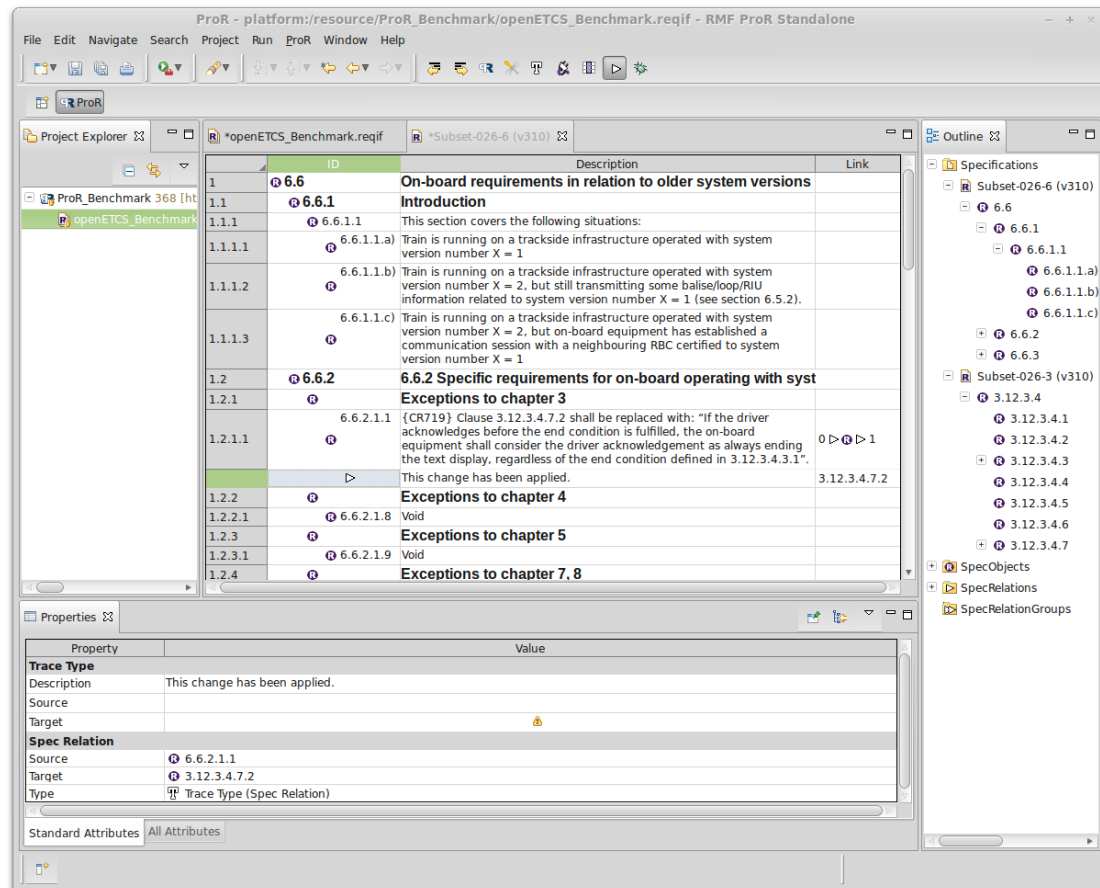 ProR - platform:/resource/ProR_Benchmark/openETCS_Benchmark.reqif - RMF ProR Standalone
File Edit Navigate Search Project Run ProR Window Help
ProR
Project Explorer
ProR_Benchmark 368 [ht
openETCS_Benchmark
*openETCS_Benchmark.reqif
*Subset-026-6 (v310)
ID Description Link
1 6.6 On-board requirements in relation to older system versions
1.1 6.6.1 Introduction
1.1.1 6.6.1.1 This section covers the following situations:
1.1.1.1 6.6.1.1.a) Train is running on a trackside infrastructure operated with system
version number X = 1
1.1.1.2 6.6.1.1.b) Train is running on a trackside infrastructure operated with system
version number X = 2, but still transmitting some balise/loop/RIU
information related to system version number X = 1 (see section 6.5.2).
1.1.1.3 6.6.1.1.c) Train is running on a trackside infrastructure operated with system
version number X = 2, but on-board equipment has established a
communication session with a neighbouring RBC certified to system
version number X = 1
1.2 6.6.2 6.6.2 Specific requirements for on-board operating with syst
1.2.1 Exceptions to chapter 3
1.2.1.1 6.6.2.1.1 {CR719} Clause 3.12.3.4.7.2 shall be replaced with: “If the driver
acknowledges before the end condition is fulfilled, the on-board
equipment shall consider the driver acknowledgement as always ending
the text display, regardless of the end condition defined in 3.12.3.4.3.1”.
0 ▷ R ▷ 1
This change has been applied. 3.12.3.4.7.2
1.2.2 Exceptions to chapter 4
1.2.2.1 6.6.2.1.8 Void
1.2.3 Exceptions to chapter 5
1.2.3.1 6.6.2.1.9 Void
1.2.4 Exceptions to chapter 7, 8
Outline
Specifications
Subset-026-6 (v310)
6.6
6.6.1
6.6.1.1
6.6.1.1.a)
6.6.1.1.b)
6.6.1.1.c)
6.6.2
6.6.3
Subset-026-3 (v310)
3.12.3.4
3.12.3.4.1
3.12.3.4.2
3.12.3.4.3
3.12.3.4.4
3.12.3.4.5
3.12.3.4.6
3.12.3.4.7
SpecObjects
SpecRelations
SpecRelationGroups
Properties
Property Value
Trace Type
Description This change has been applied.
Source
Target
Spec Relation
Source 6.6.2.1.1
Target 3.12.3.4.7.2
Type Trace Type (Spec Relation)
Standard Attributes All Attributes